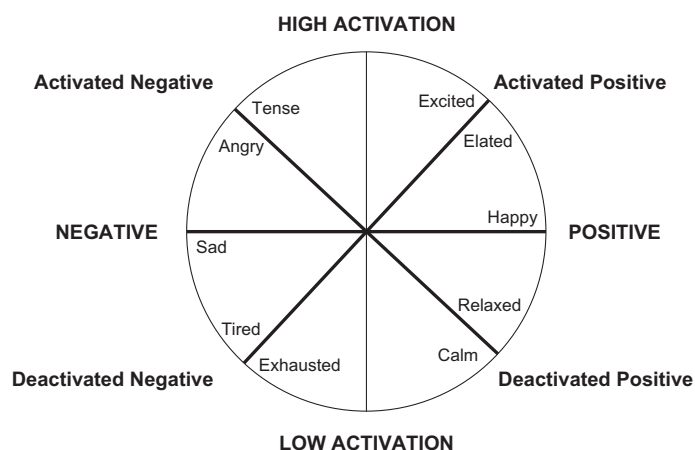 HIGH ACTIVATION
Activated Negative
Activated Positive
Tense
Excited
Angry
Elated
Happy
NEGATIVE
POSITIVE
Sad
Relaxed
Tired
Calm
Exhausted
Deactivated Negative
Deactivated Positive
LOW ACTIVATION